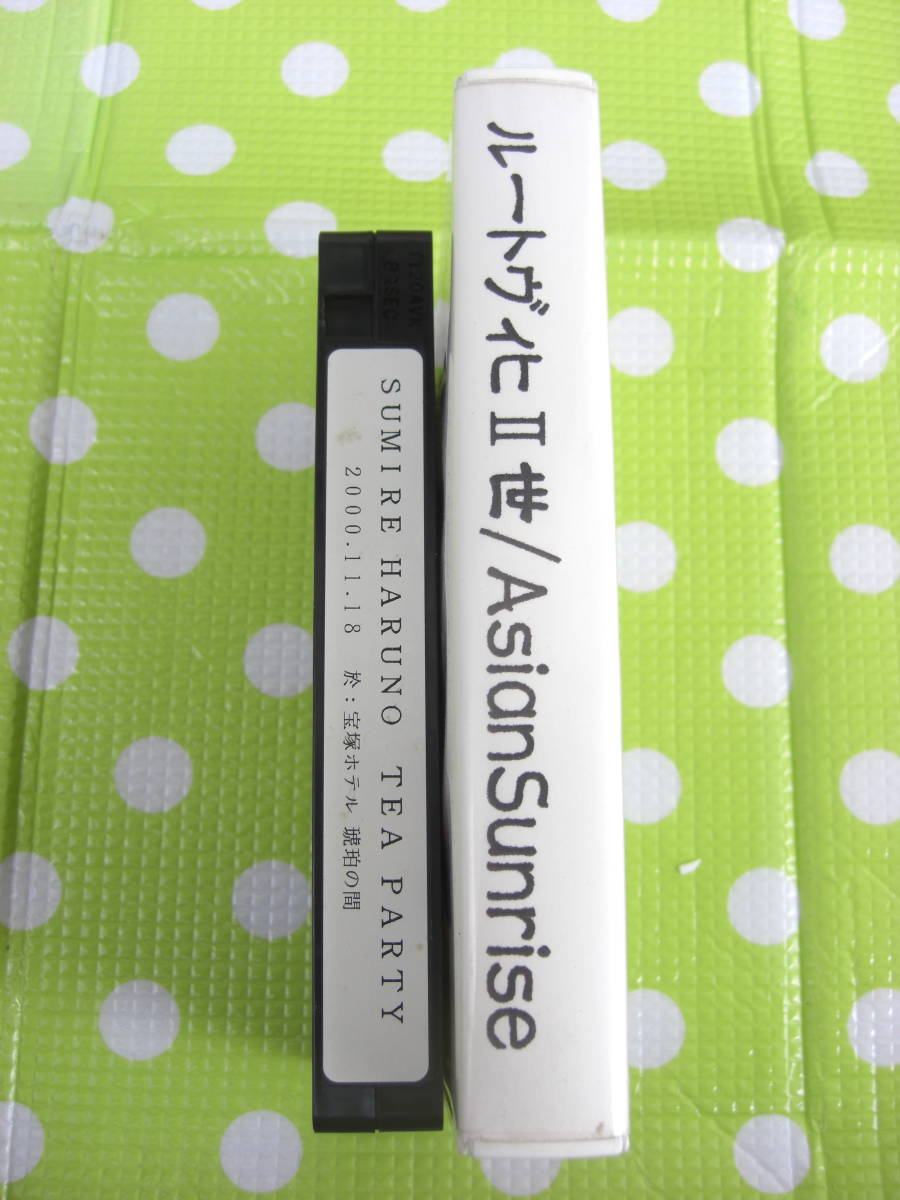 SUMIRE HARUNO TEA PARTY
2000.11.18 於:宝塚ホテル 琥珀の間
ルートヴィヒⅡ世/AsianSunrise